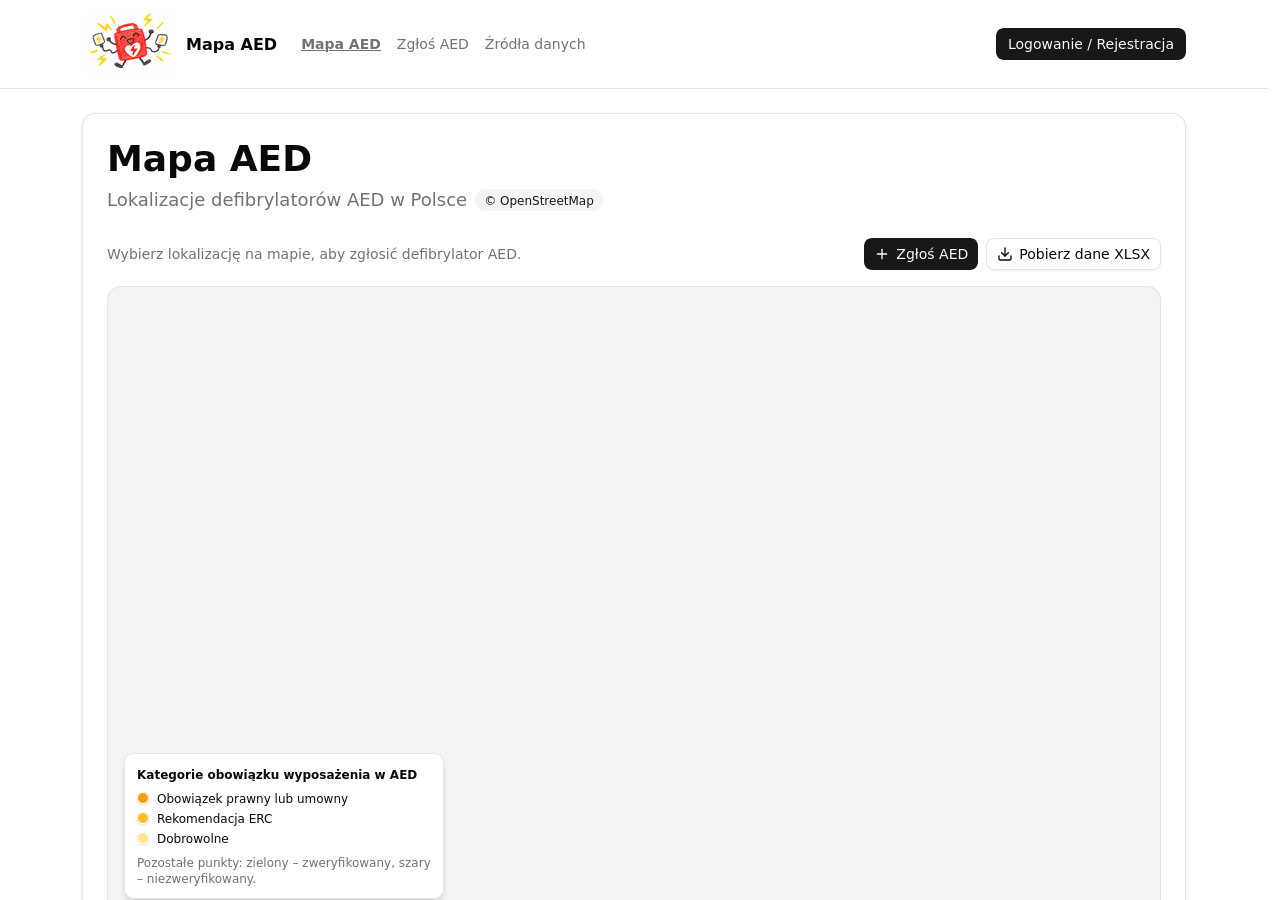 Mapa AED
Mapa AED
Zgłoś AED
Źródła danych
Logowanie / Rejestracja
Mapa AED
Lokalizacje defibrylatorów AED w Polsce
© OpenStreetMap
Wybierz lokalizację na mapie, aby zgłosić defibrylator AED.
Zgłoś AED
Pobierz dane XLSX
Kategorie obowiązku wyposażenia w AED
Obowiązek prawny lub umowny
Rekomendacja ERC
Dobrowolne
Pozostałe punkty: zielony – zweryfikowany, szary
– niezweryfikowany.